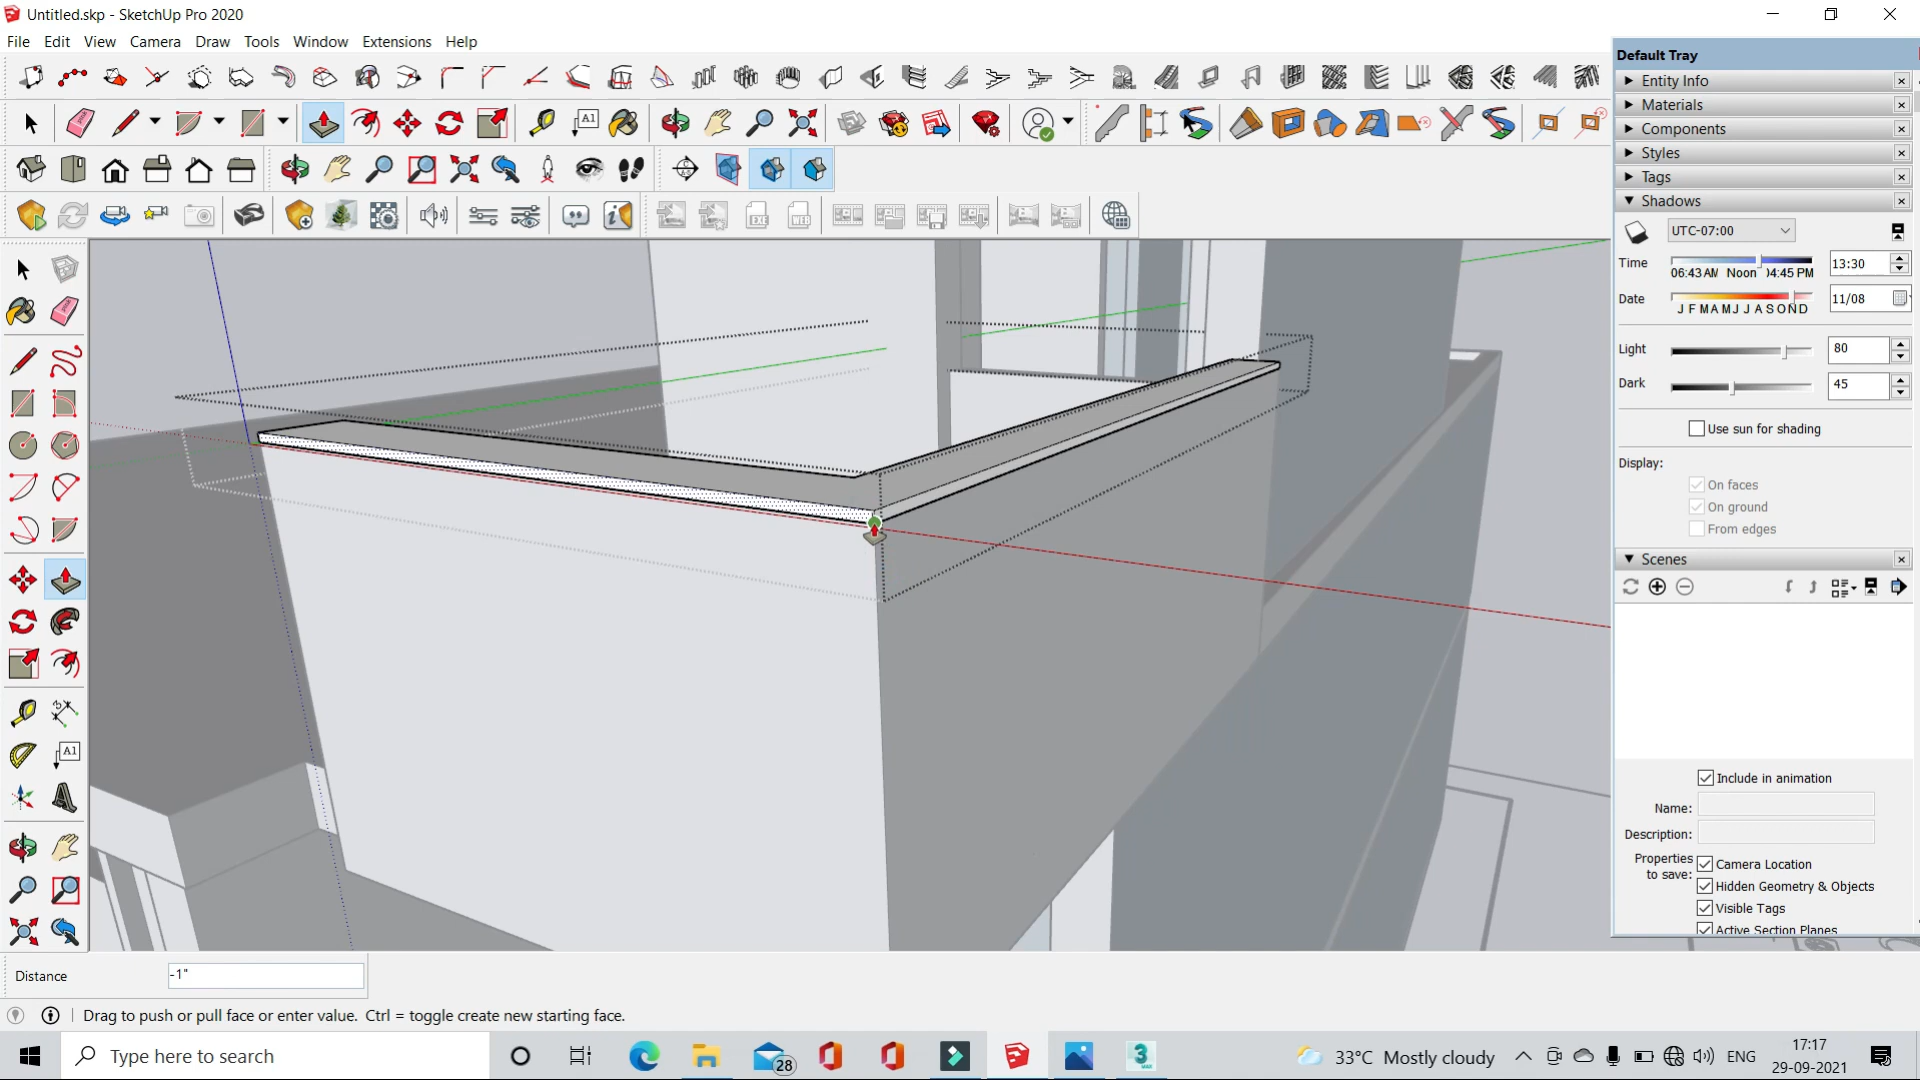 Untitled.skp - SketchUp Pro 2020
File Edit View Camera Draw Tools Window Extensions Help
Default Tray
Entity Info
Materials
Components
Styles
Tags
Shadows
UTC-07:00
Time
06:43 AM Noon 04:45 PM
13:30
Date
J F M A M J J A S O N D
11/08
Light
80
Dark
45
Use sun for shading
Display:
On faces
On ground
From edges
Scenes
Include in animation
Name:
Description:
Properties to save:
Camera Location
Hidden Geometry & Objects
Visible Tags
Active Section Planes
A1
A1
EXE
WEB
Distance
-1"
Drag to push or pull face or enter value. Ctrl = toggle create new starting face.
Type here to search
28
33°C Mostly cloudy
ENG
17:17
29-09-2021